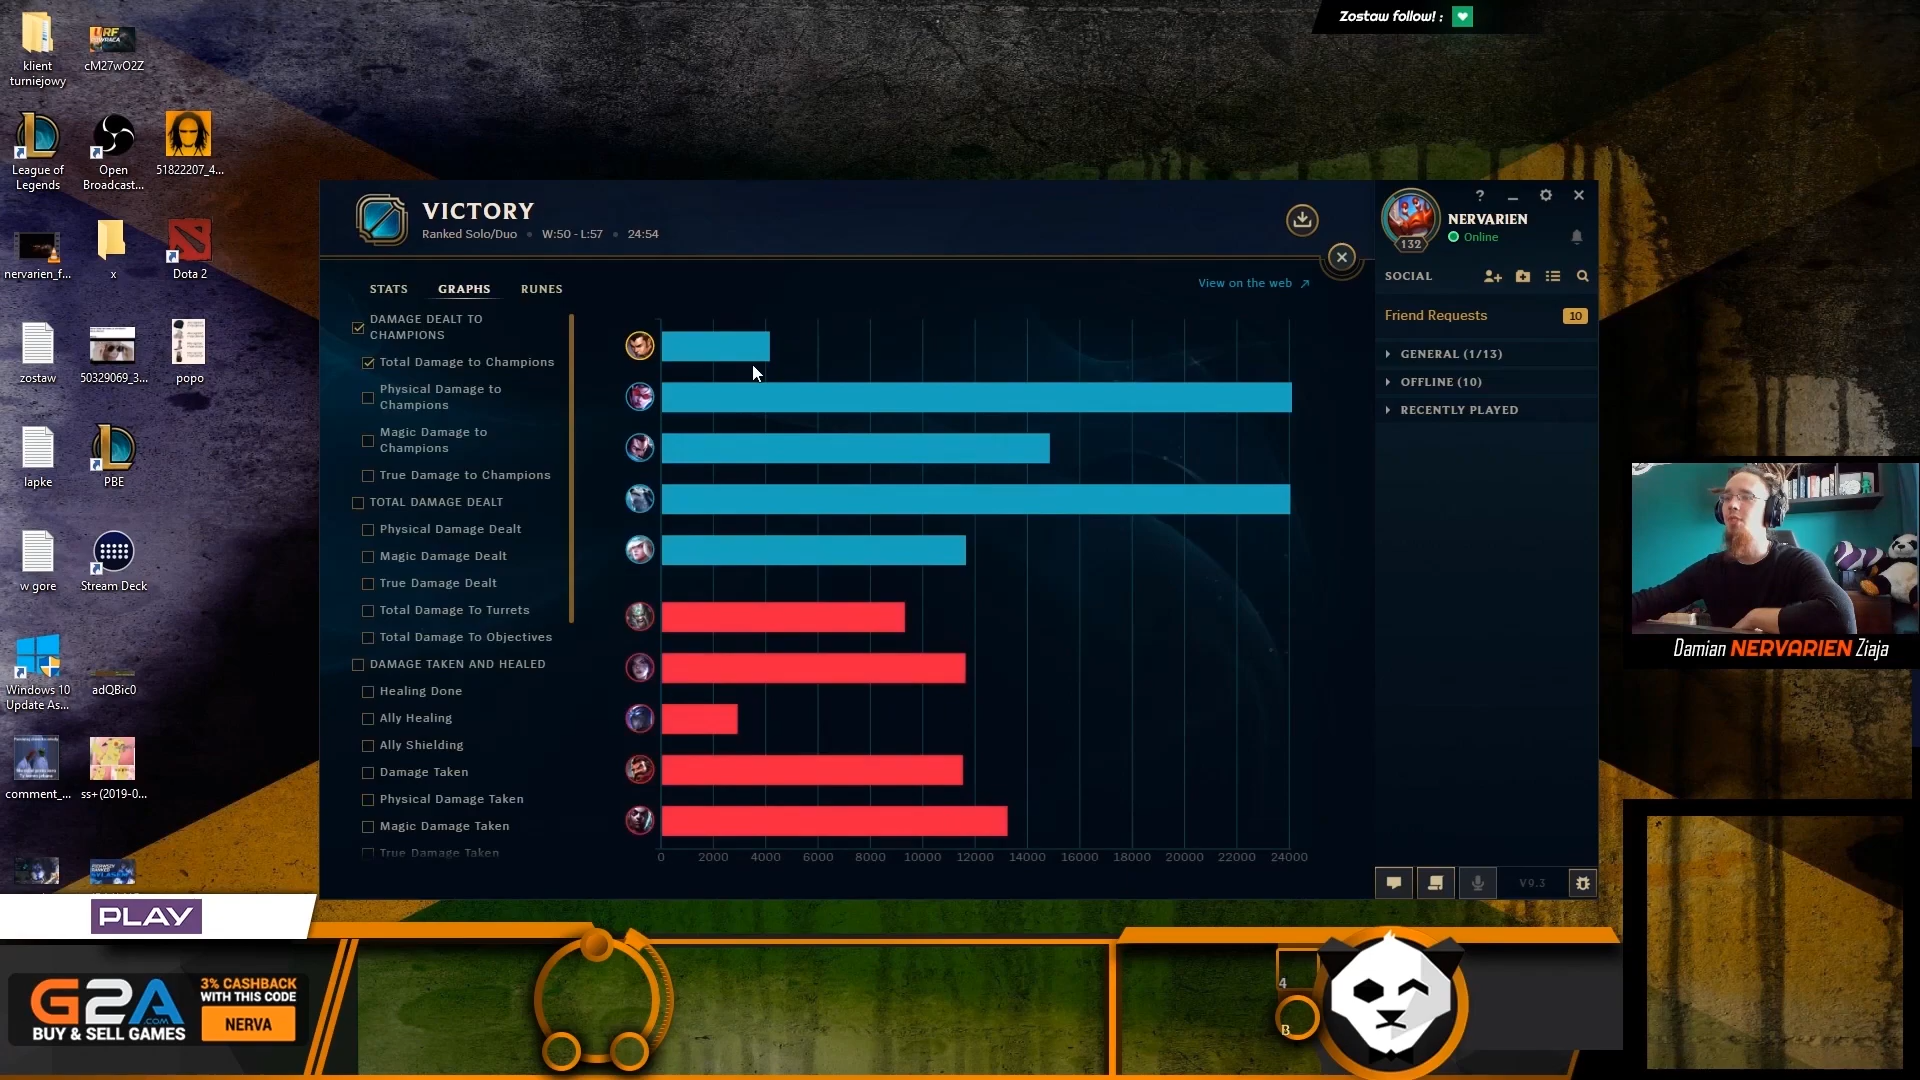 Zostaw follow! :
klient
turniejowy
cM27wO2Z
League of
Legends
Open
Broadcast...
51822207_4...
nervarien_f...
x
Dota 2
zostaw
50329069_3...
popo
lapke
PBE
w gore
Stream Deck
Windows 10
Update As...
adQBic0
comment_...
ss+(2019-0...
VICTORY
Ranked Solo/Duo • W:50 - L:57 • 24:54
STATS
GRAPHS
RUNES
View on the web
DAMAGE DEALT TO
CHAMPIONS
Total Damage to Champions
Physical Damage to
Champions
Magic Damage to
Champions
True Damage to Champions
TOTAL DAMAGE DEALT
Physical Damage Dealt
Magic Damage Dealt
True Damage Dealt
Total Damage To Turrets
Total Damage To Objectives
DAMAGE TAKEN AND HEALED
Healing Done
Ally Healing
Ally Shielding
Damage Taken
Physical Damage Taken
Magic Damage Taken
True Damage Taken
0 2000 4000 6000 8000 10000 12000 14000 16000 18000 20000 22000 24000
?
NERVARIEN
Online
132
SOCIAL
Friend Requests
10
GENERAL (1/13)
OFFLINE (10)
RECENTLY PLAYED
V9.3
Damian NERVARIEN Ziaja
PLAY
G2A
.COM
BUY & SELL GAMES
3% CASHBACK
WITH THIS CODE
NERVA
4
B